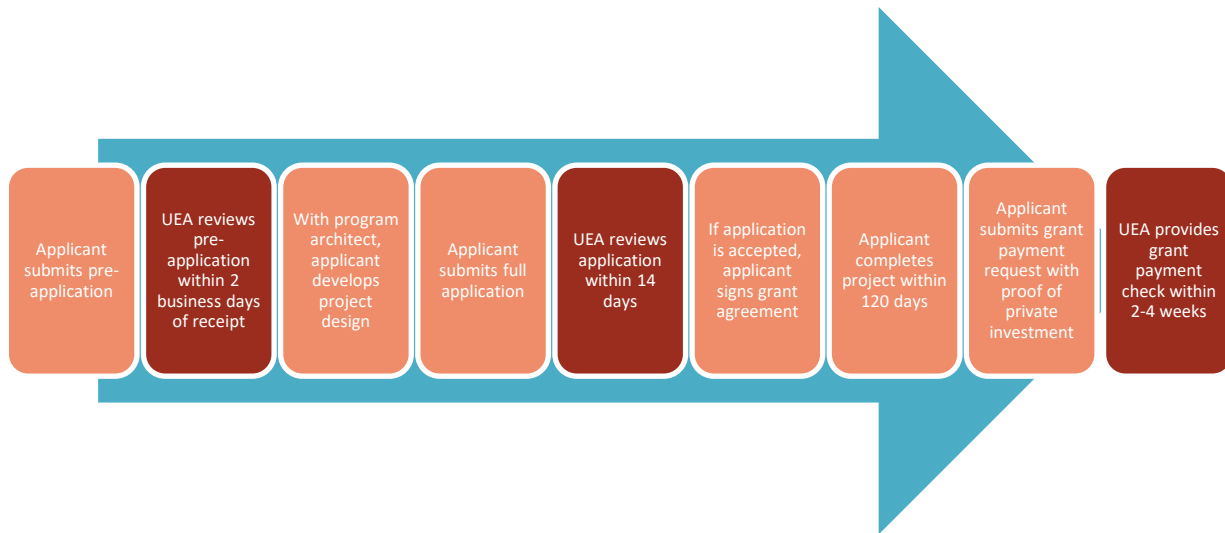 Applicant
submits pre-
application
UEA reviews
pre-
application
within 2
business days
of receipt
With program
architect,
applicant
develops
project
design
Applicant
submits full
application
UEA reviews
application
within 14
days
If application
is accepted,
applicant
signs grant
agreement
Applicant
completes
project within
120 days
Applicant
submits grant
payment
request with
proof of
private
investment
UEA provides
grant
payment
check within
2-4 weeks